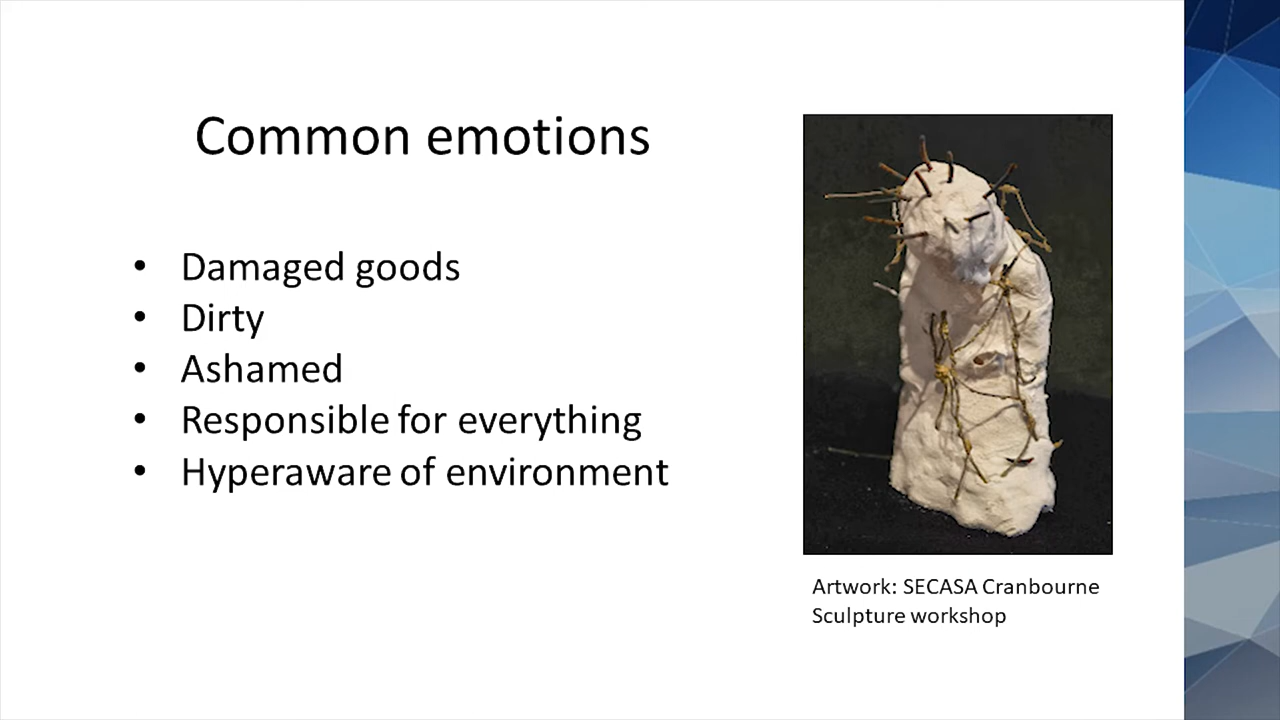 Common emotions
• Damaged goods
• Dirty
• Ashamed
• Responsible for everything
• Hyperaware of environment
Artwork: SECASA Cranbourne
Sculpture workshop